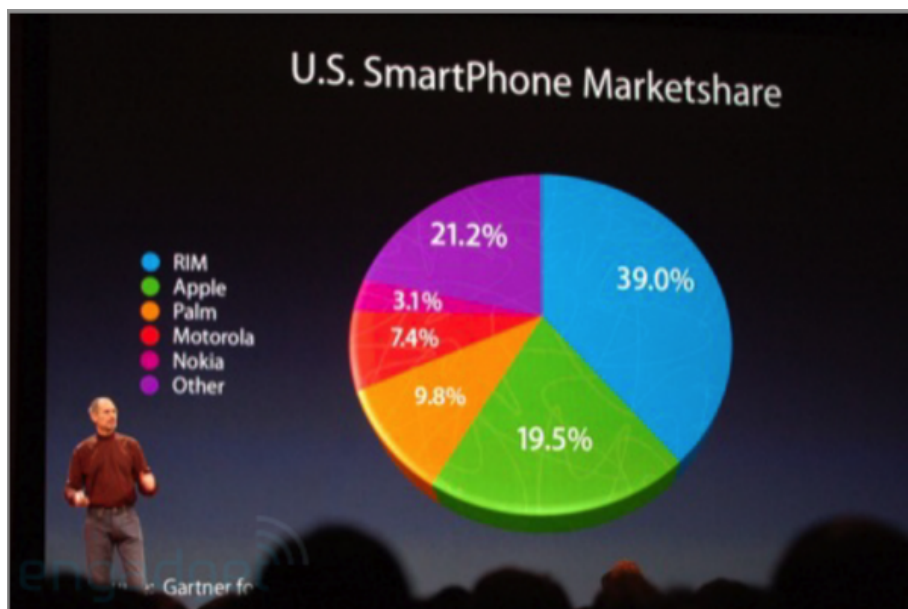 U.S. SmartPhone Marketshare
21.2%
39.0%
3.1%
7.4%
9.8%
19.5%
RIM
Apple
Palm
Motorola
Nokia
Other
engadget
Gartner